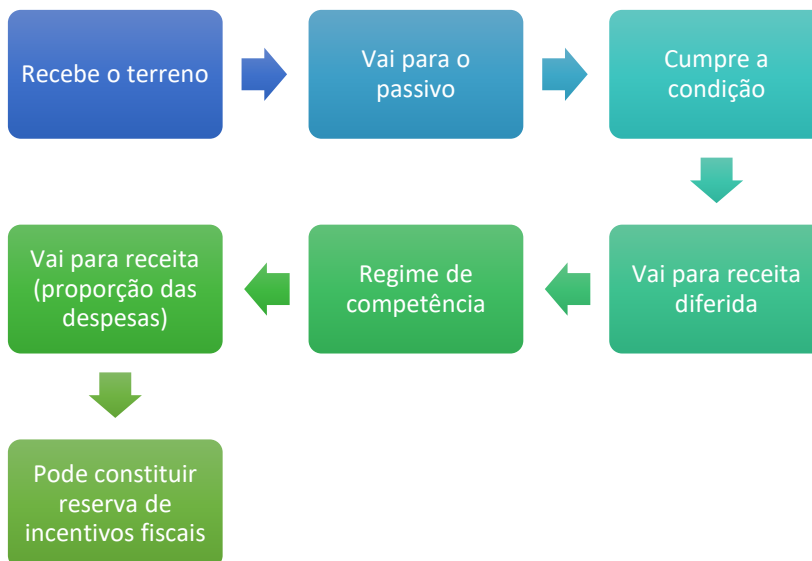 Recebe o terreno
Vai para o
passivo
Cumpre a
condição
Vai para receita
diferida
Regime de
competência
Vai para receita
(proporção das
despesas)
Pode constituir
reserva de
incentivos fiscais